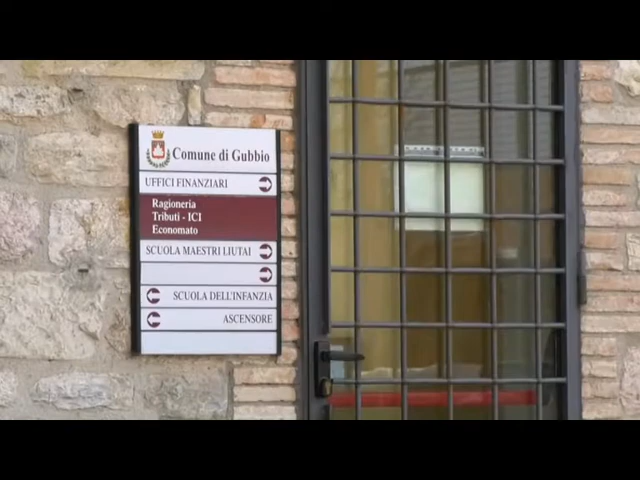 Comune di Gubbio
UFFICI FINANZIARI
Ragioneria
Tributi - ICI
Economato
SCUOLA MAESTRI LIUTAI
SCUOLA DELL'INFANZIA
ASCENSORE